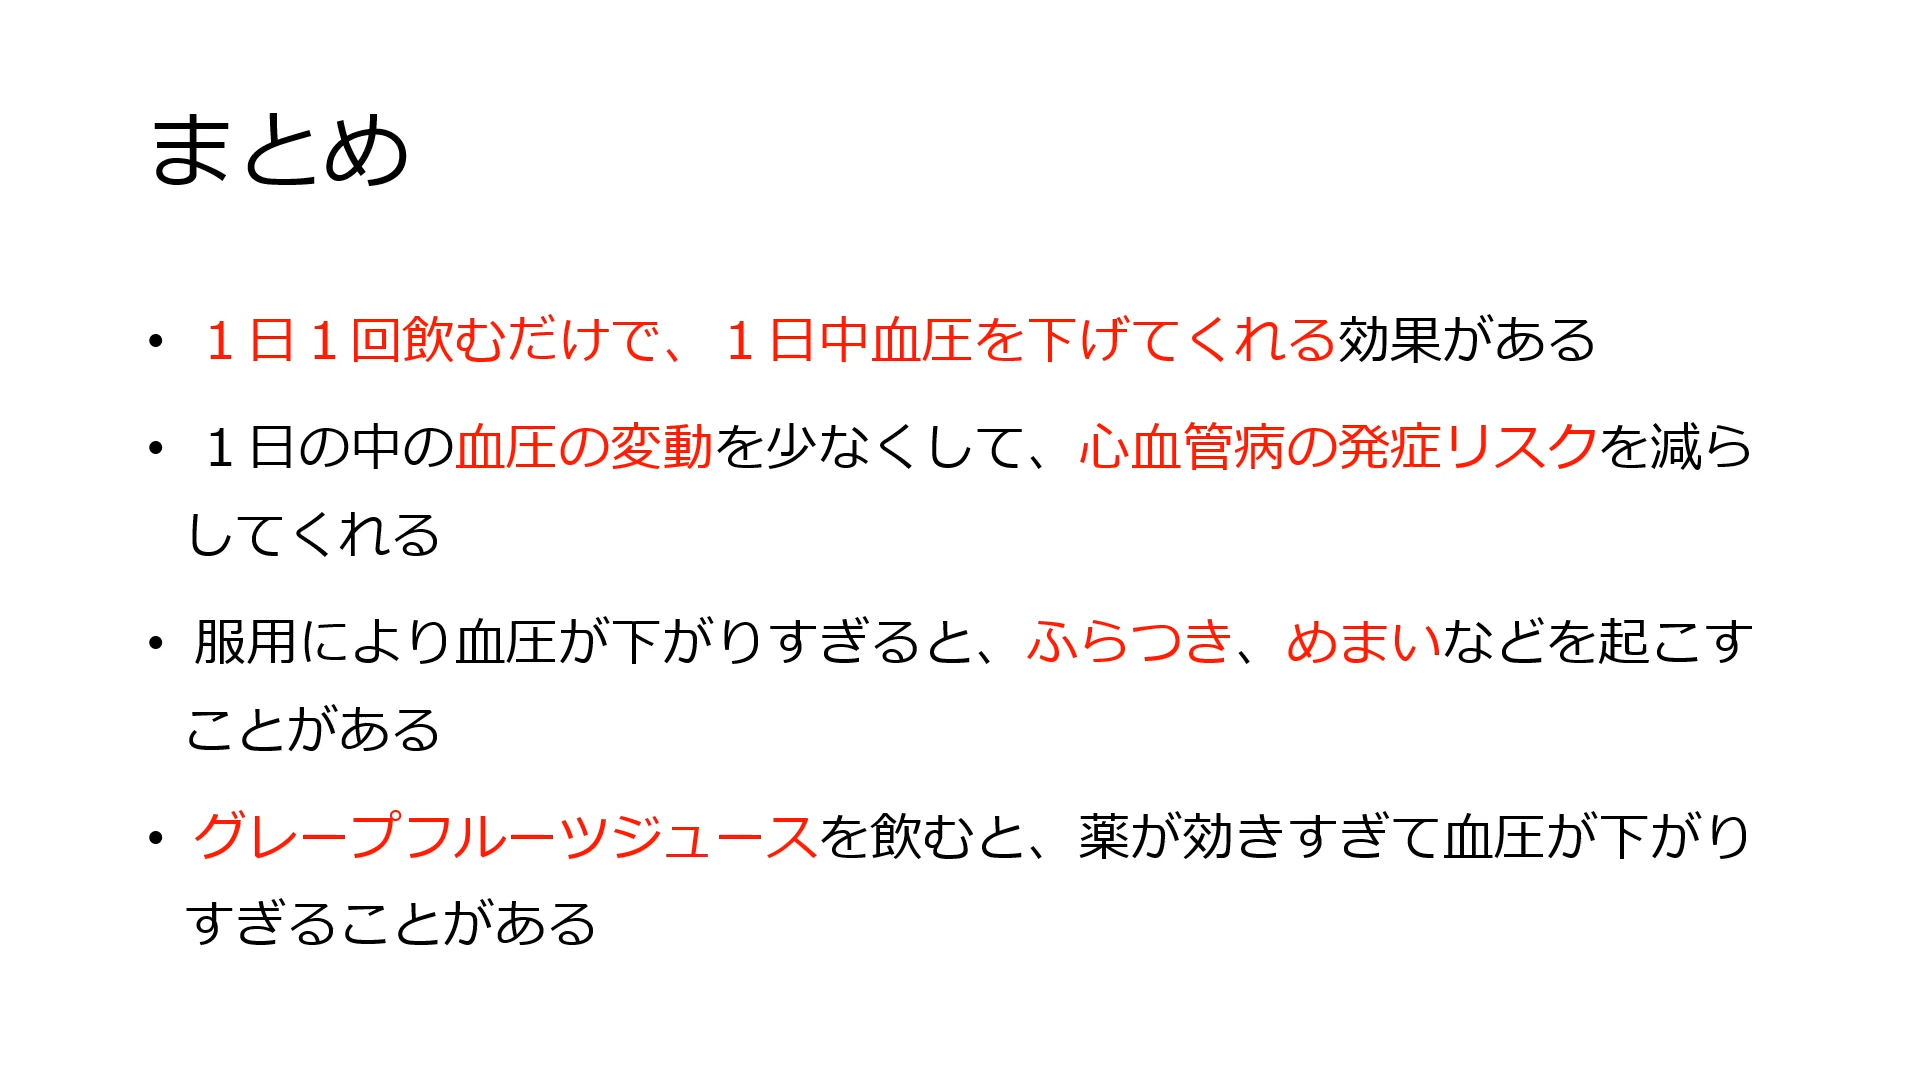 まとめ
• １日１回飲むだけで、１日中血圧を下げてくれる効果がある
• １日の中の血圧の変動を少なくして、心血管病の発症リスクを減ら
してくれる
• 服用により血圧が下がりすぎると、ふらつき、めまいなどを起こす
ことがある
• グレープフルーツジュースを飲むと、薬が効きすぎて血圧が下がり
すぎることがある